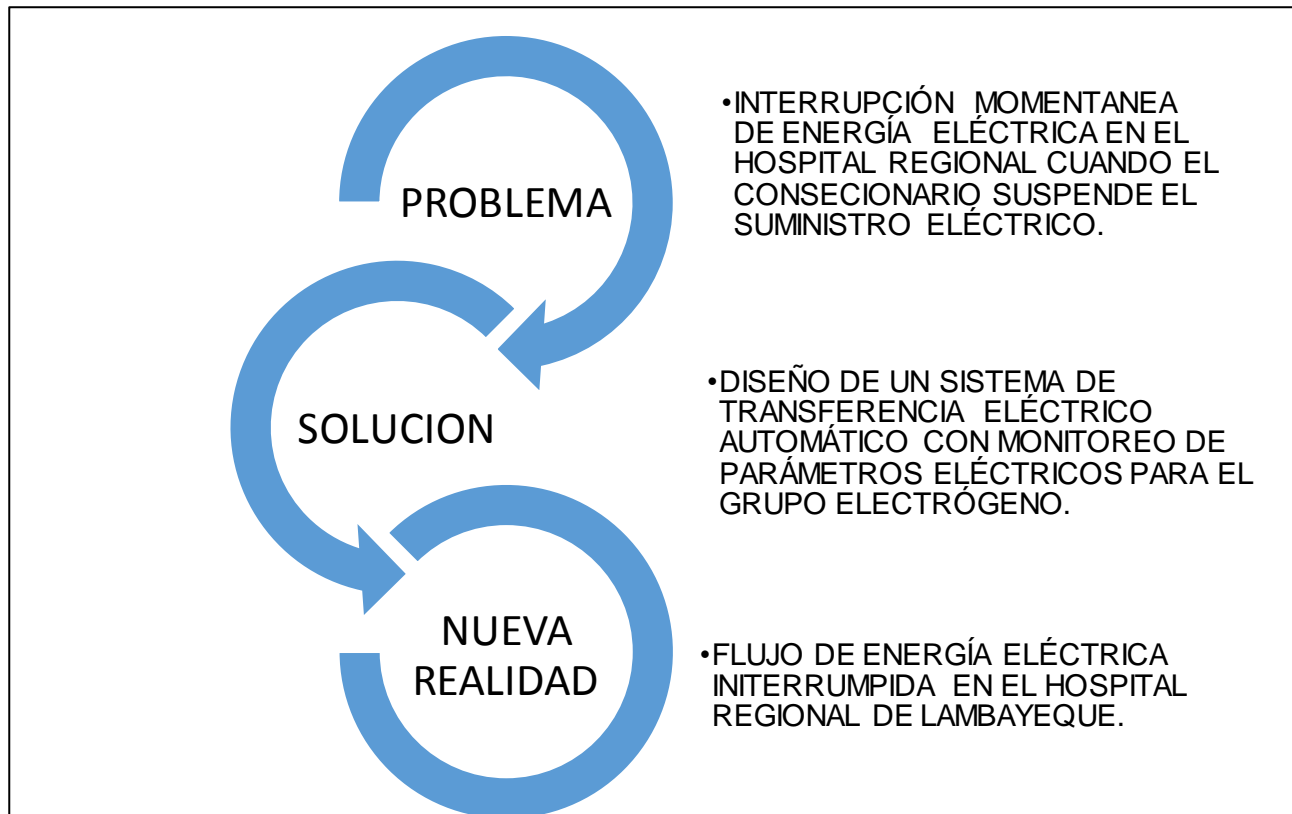 PROBLEMA
•INTERRUPCIÓN MOMENTANEA
DE ENERGÍA ELÉCTRICA EN EL
HOSPITAL REGIONAL CUANDO EL
CONSECIONARIO SUSPENDE EL
SUMINISTRO ELÉCTRICO.
SOLUCION
•DISEÑO DE UN SISTEMA DE
TRANSFERENCIA ELÉCTRICO
AUTOMÁTICO CON MONITOREO DE
PARÁMETROS ELÉCTRICOS PARA EL
GRUPO ELECTRÓGENO.
NUEVA
REALIDAD
•FLUJO DE ENERGÍA ELÉCTRICA
INITERRUMPIDA EN EL HOSPITAL
REGIONAL DE LAMBAYEQUE.